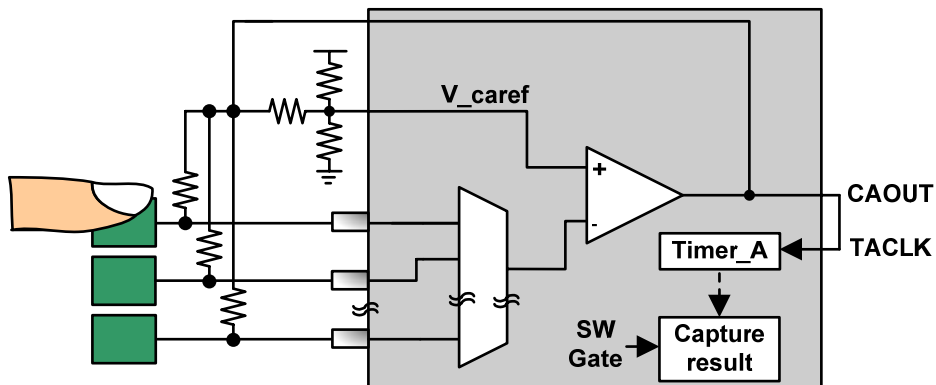 V_caref
+
-
CAOUT
Timer_A
TACLK
SW
Gate
Capture
result